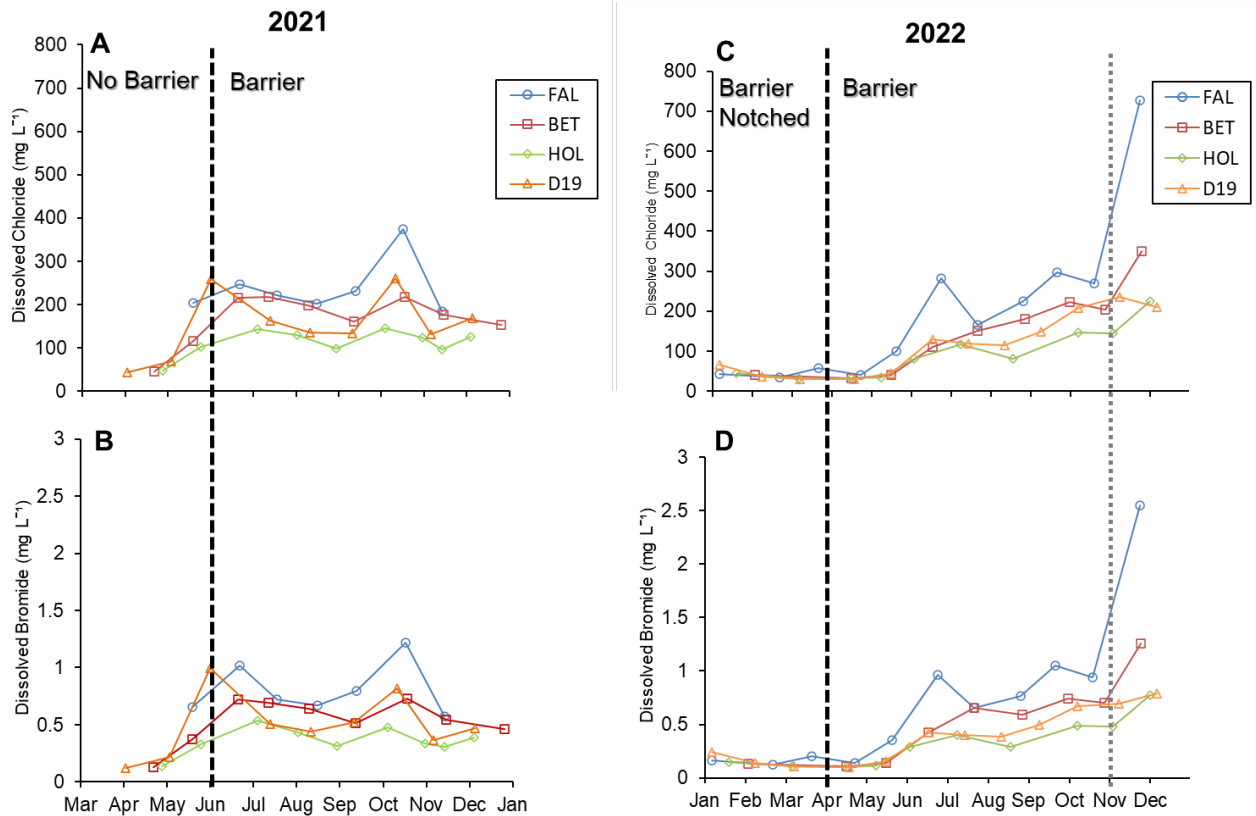 2021
A
No Barrier
Barrier
FAL
BET
HOL
D19
Dissolved Chloride (mg L⁻¹)
800
700
600
500
400
300
200
100
0
B
Dissolved Bromide (mg L⁻¹)
3
2.5
2
1.5
1
0.5
0
Mar Apr May Jun Jul Aug Sep Oct Nov Dec Jan
2022
C
Barrier
Notched
Barrier
FAL
BET
HOL
D19
Dissolved Chloride (mg L⁻¹)
800
700
600
500
400
300
200
100
0
D
Dissolved Bromide (mg L⁻¹)
3
2.5
2
1.5
1
0.5
0
Jan Feb Mar Apr May Jun Jul Aug Sep Oct Nov Dec